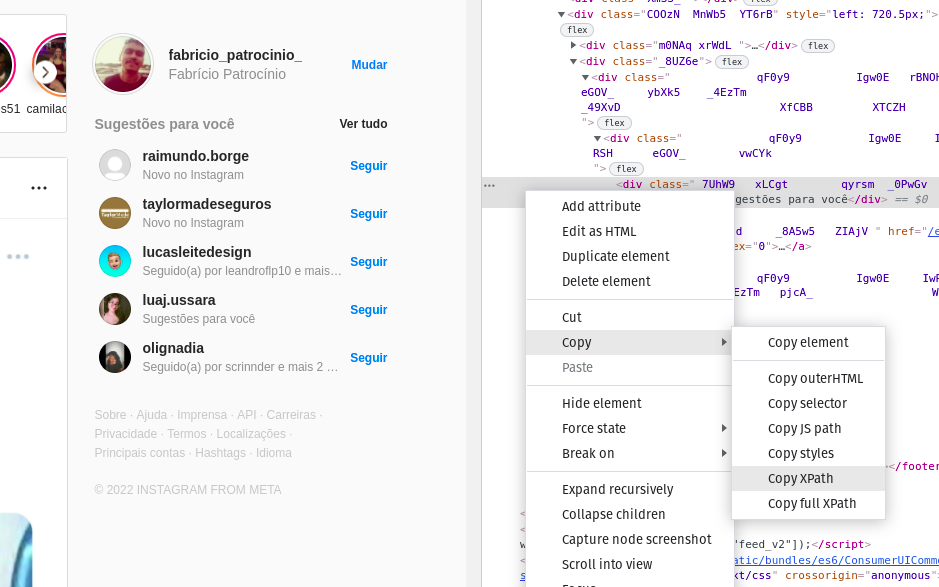 fabricio_patrocinio_
Fabrício Patrocínio
Mudar
s51 camilac
Sugestões para você
Ver tudo
raimundo.borge
Novo no Instagram
Seguir
taylormadeseguros
Novo no Instagram
Seguir
lucasleitedesign
Seguido(a) por leandroflp10 e mais…
Seguir
luaj.ussara
Sugestões para você
Seguir
olignadia
Seguido(a) por scrinnder e mais 2 …
Seguir
Sobre · Ajuda · Imprensa · API · Carreiras ·
Privacidade · Termos · Localizações ·
Principais contas · Hashtags · Idioma
© 2022 INSTAGRAM FROM META
<div class="COOzN MnWb5 YT6rB" style="left: 720.5px;">
flex
<div class="m0NAq xrWdL ">…</div> flex
<div class="_8UZ6e"> flex
<div class=" qF0y9 Igw0E rBNOH
eGOV_ ybXk5 _4EzTm
_49XvD XfCBB XTCZH
"> flex
<div class=" qF0y9 Igw0E
RSH eGOV_ vwCYk
"> flex
<div class="_7UhW9 xLCgt qyrsm _0PwGv
gestões para você</div> == $0
d _8A5w5 ZIAjV " href="/e
ex="0">…</a>
qF0y9 Igw0E IwR
EzTm pjcA_ W
Add attribute
Edit as HTML
Duplicate element
Delete element
Cut
Copy
Paste
Hide element
Force state
Break on
Expand recursively
Collapse children
Capture node screenshot
Scroll into view
Copy element
Copy outerHTML
Copy selector
Copy JS path
Copy styles
Copy XPath
Copy full XPath
</footer
"feed_v2"]);</script>
atic/bundles/es6/ConsumerUIComm
xt/css" crossorigin="anonymous"